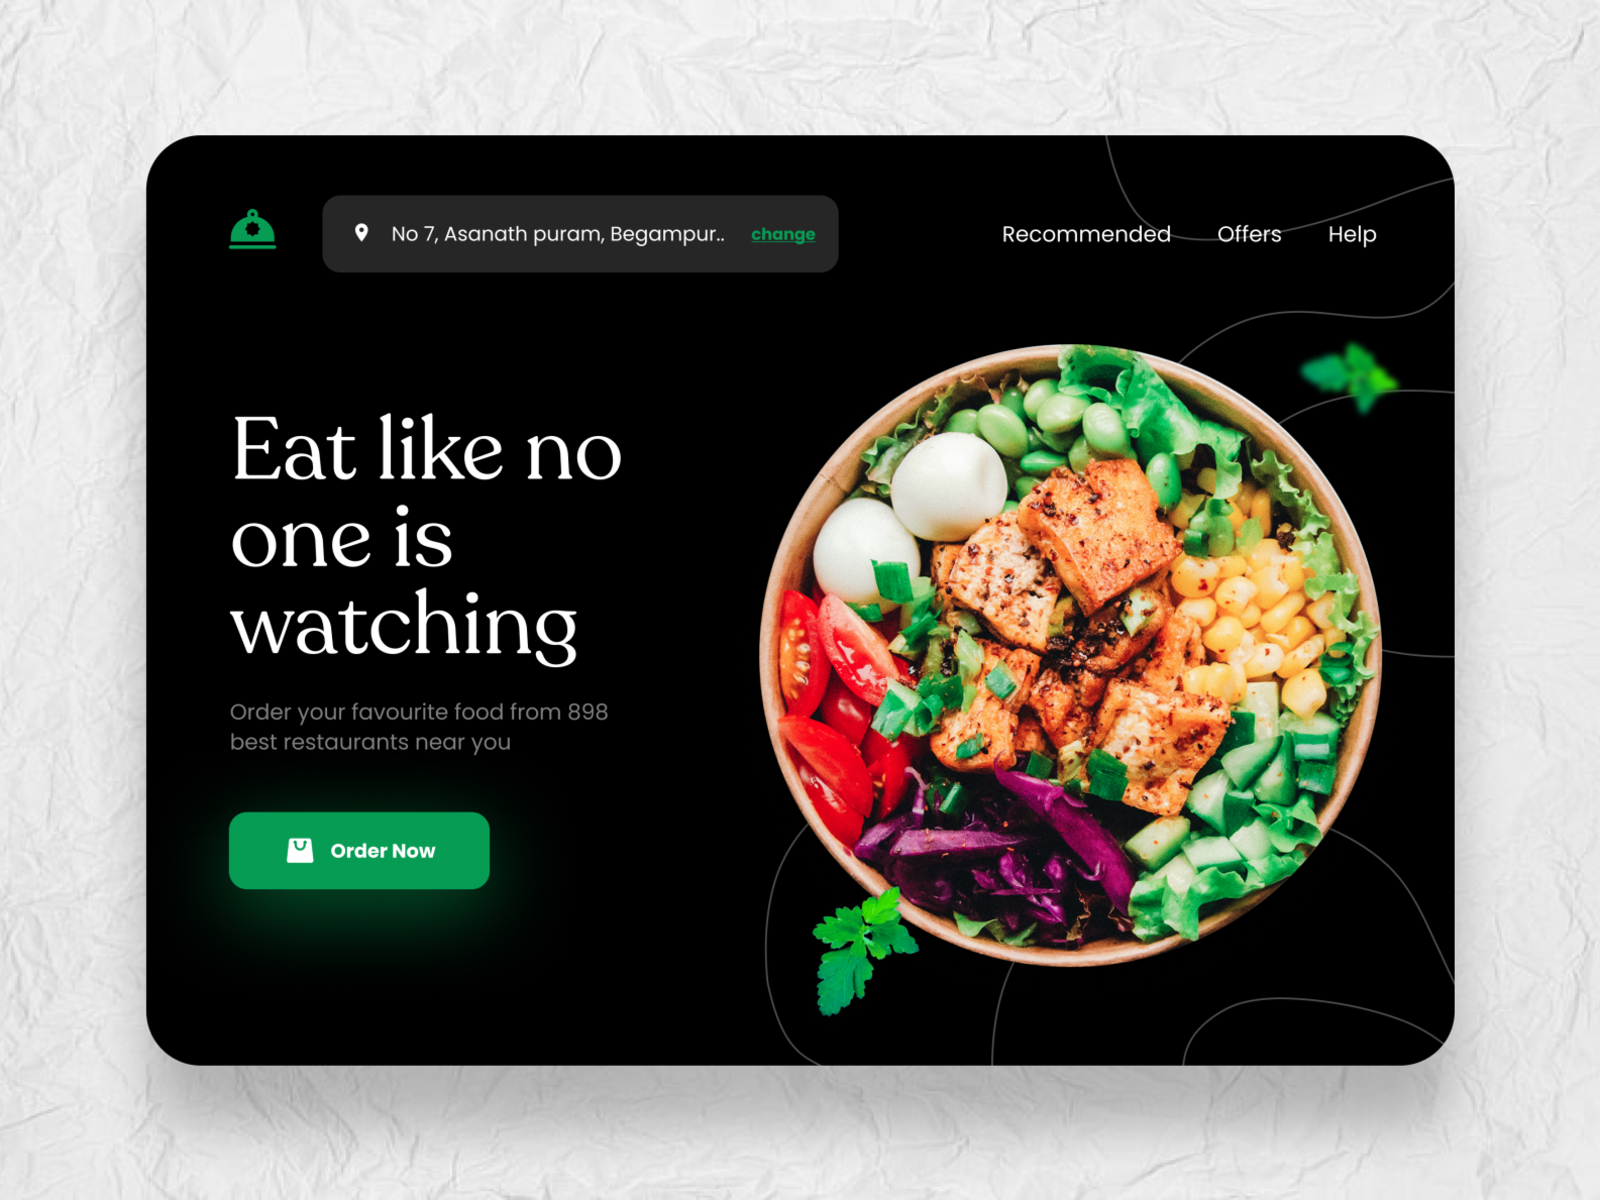 No 7, Asanath puram, Begampur.. change
Recommended Offers Help
Eat like no
one is
watching
Order your favourite food from 898
best restaurants near you
Order Now